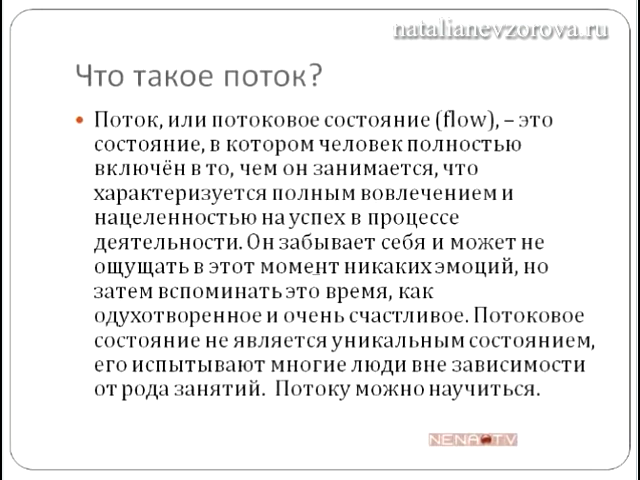 natalianevzorova.ru
Что такое поток?
• Поток, или потоковое состояние (flow), – это
состояние, в котором человек полностью
включён в то, чем он занимается, что
характеризуется полным вовлечением и
нацеленностью на успех в процессе
деятельности. Он забывает себя и может не
ощущать в этот момент никаких эмоций, но
затем вспоминать это время, как
одухотворенное и очень счастливое. Потоковое
состояние не является уникальным состоянием,
его испытывают многие люди вне зависимости
от рода занятий. Потоку можно научиться.
NENA TV